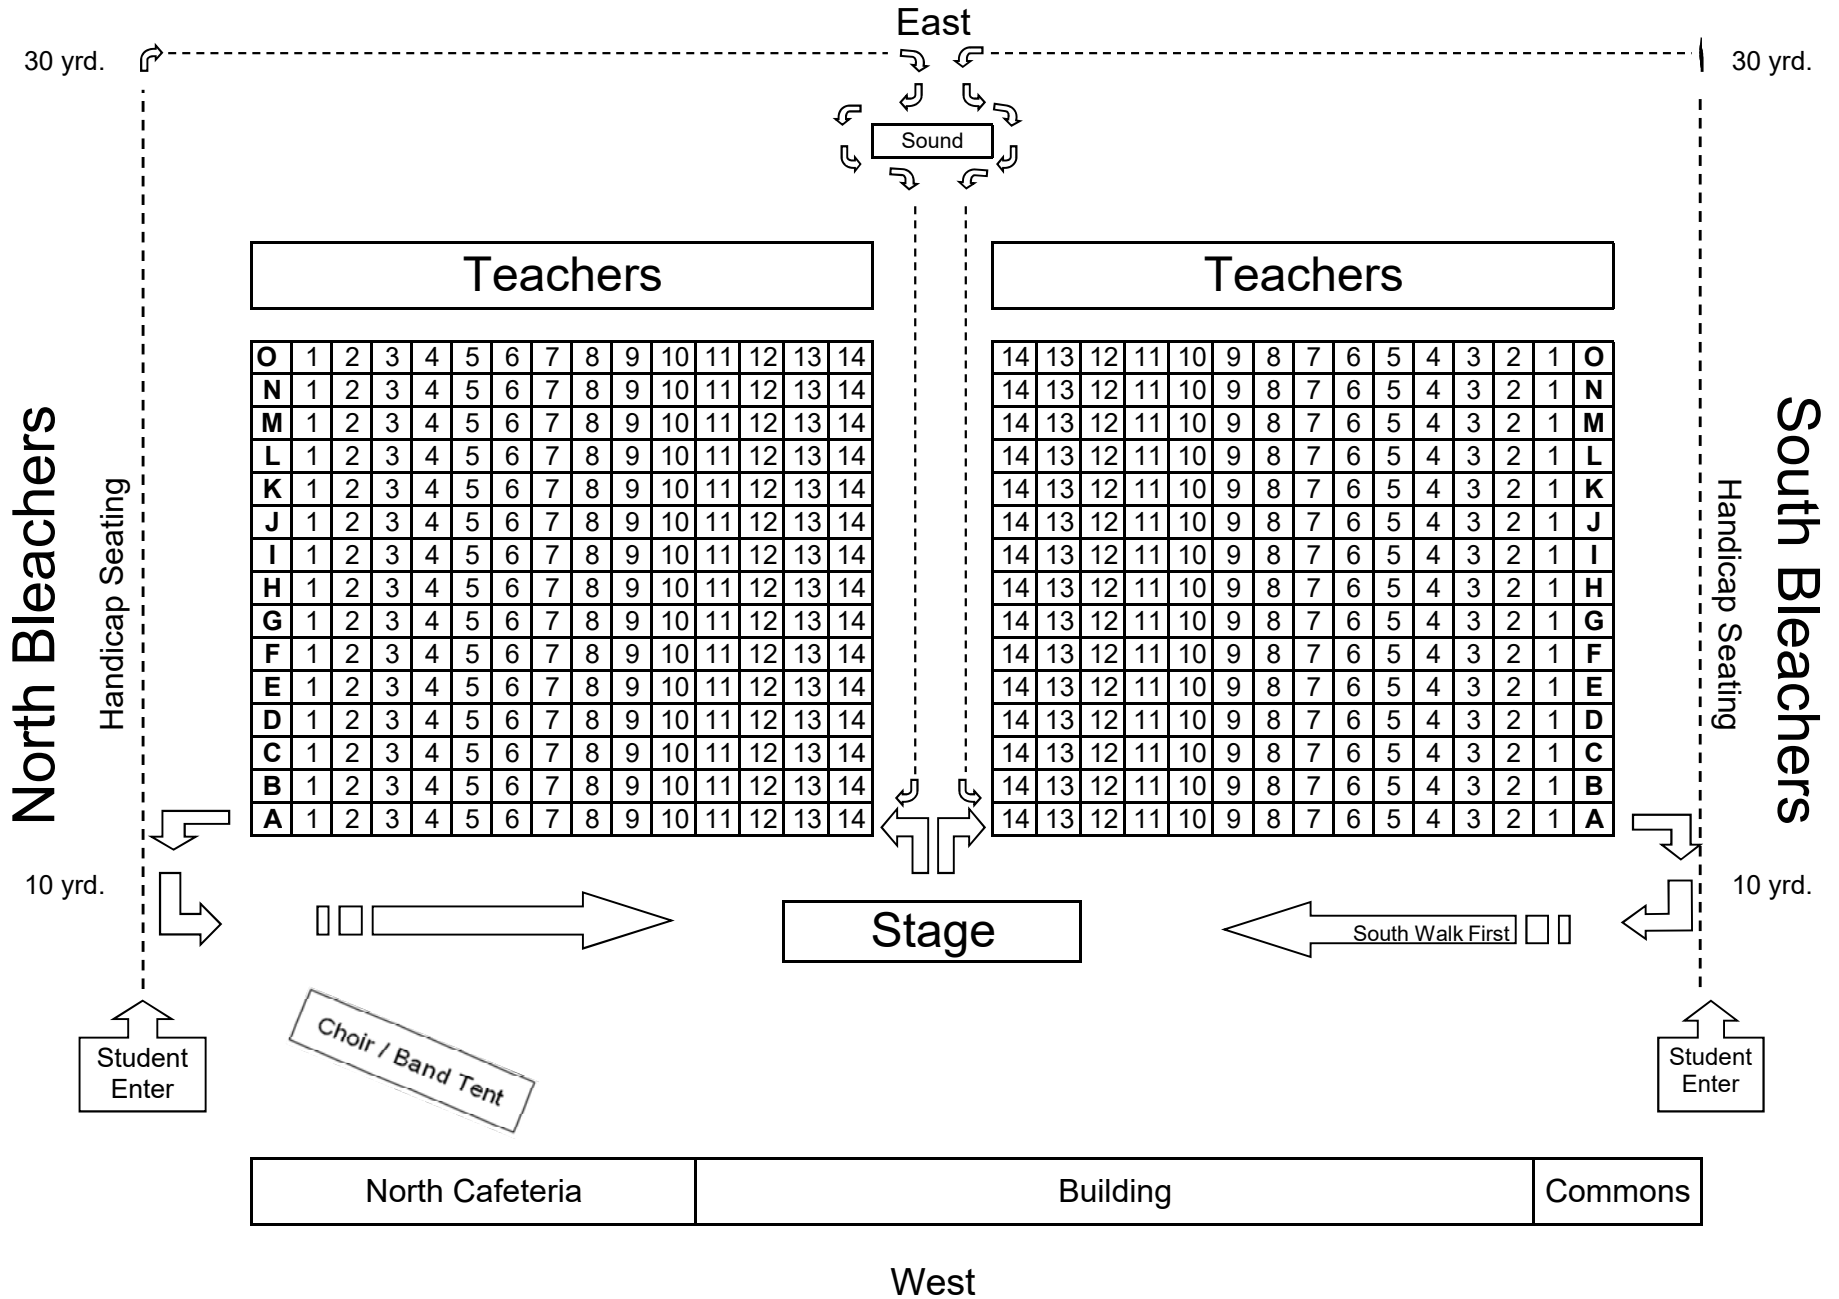 East
30 yrd.
30 yrd.
Sound
Teachers
Teachers
O 1 2 3 4 5 6 7 8 9 10 11 12 13 14
N 1 2 3 4 5 6 7 8 9 10 11 12 13 14
M 1 2 3 4 5 6 7 8 9 10 11 12 13 14
L 1 2 3 4 5 6 7 8 9 10 11 12 13 14
K 1 2 3 4 5 6 7 8 9 10 11 12 13 14
J 1 2 3 4 5 6 7 8 9 10 11 12 13 14
I 1 2 3 4 5 6 7 8 9 10 11 12 13 14
H 1 2 3 4 5 6 7 8 9 10 11 12 13 14
G 1 2 3 4 5 6 7 8 9 10 11 12 13 14
F 1 2 3 4 5 6 7 8 9 10 11 12 13 14
E 1 2 3 4 5 6 7 8 9 10 11 12 13 14
D 1 2 3 4 5 6 7 8 9 10 11 12 13 14
C 1 2 3 4 5 6 7 8 9 10 11 12 13 14
B 1 2 3 4 5 6 7 8 9 10 11 12 13 14
A 1 2 3 4 5 6 7 8 9 10 11 12 13 14
14 13 12 11 10 9 8 7 6 5 4 3 2 1 O
14 13 12 11 10 9 8 7 6 5 4 3 2 1 N
14 13 12 11 10 9 8 7 6 5 4 3 2 1 M
14 13 12 11 10 9 8 7 6 5 4 3 2 1 L
14 13 12 11 10 9 8 7 6 5 4 3 2 1 K
14 13 12 11 10 9 8 7 6 5 4 3 2 1 J
14 13 12 11 10 9 8 7 6 5 4 3 2 1 I
14 13 12 11 10 9 8 7 6 5 4 3 2 1 H
14 13 12 11 10 9 8 7 6 5 4 3 2 1 G
14 13 12 11 10 9 8 7 6 5 4 3 2 1 F
14 13 12 11 10 9 8 7 6 5 4 3 2 1 E
14 13 12 11 10 9 8 7 6 5 4 3 2 1 D
14 13 12 11 10 9 8 7 6 5 4 3 2 1 C
14 13 12 11 10 9 8 7 6 5 4 3 2 1 B
14 13 12 11 10 9 8 7 6 5 4 3 2 1 A
North Bleachers
Handicap Seating
Handicap Seating
South Bleachers
10 yrd.
10 yrd.
Stage
South Walk First
Choir / Band Tent
Student
Enter
Student
Enter
North Cafeteria
Building
Commons
West